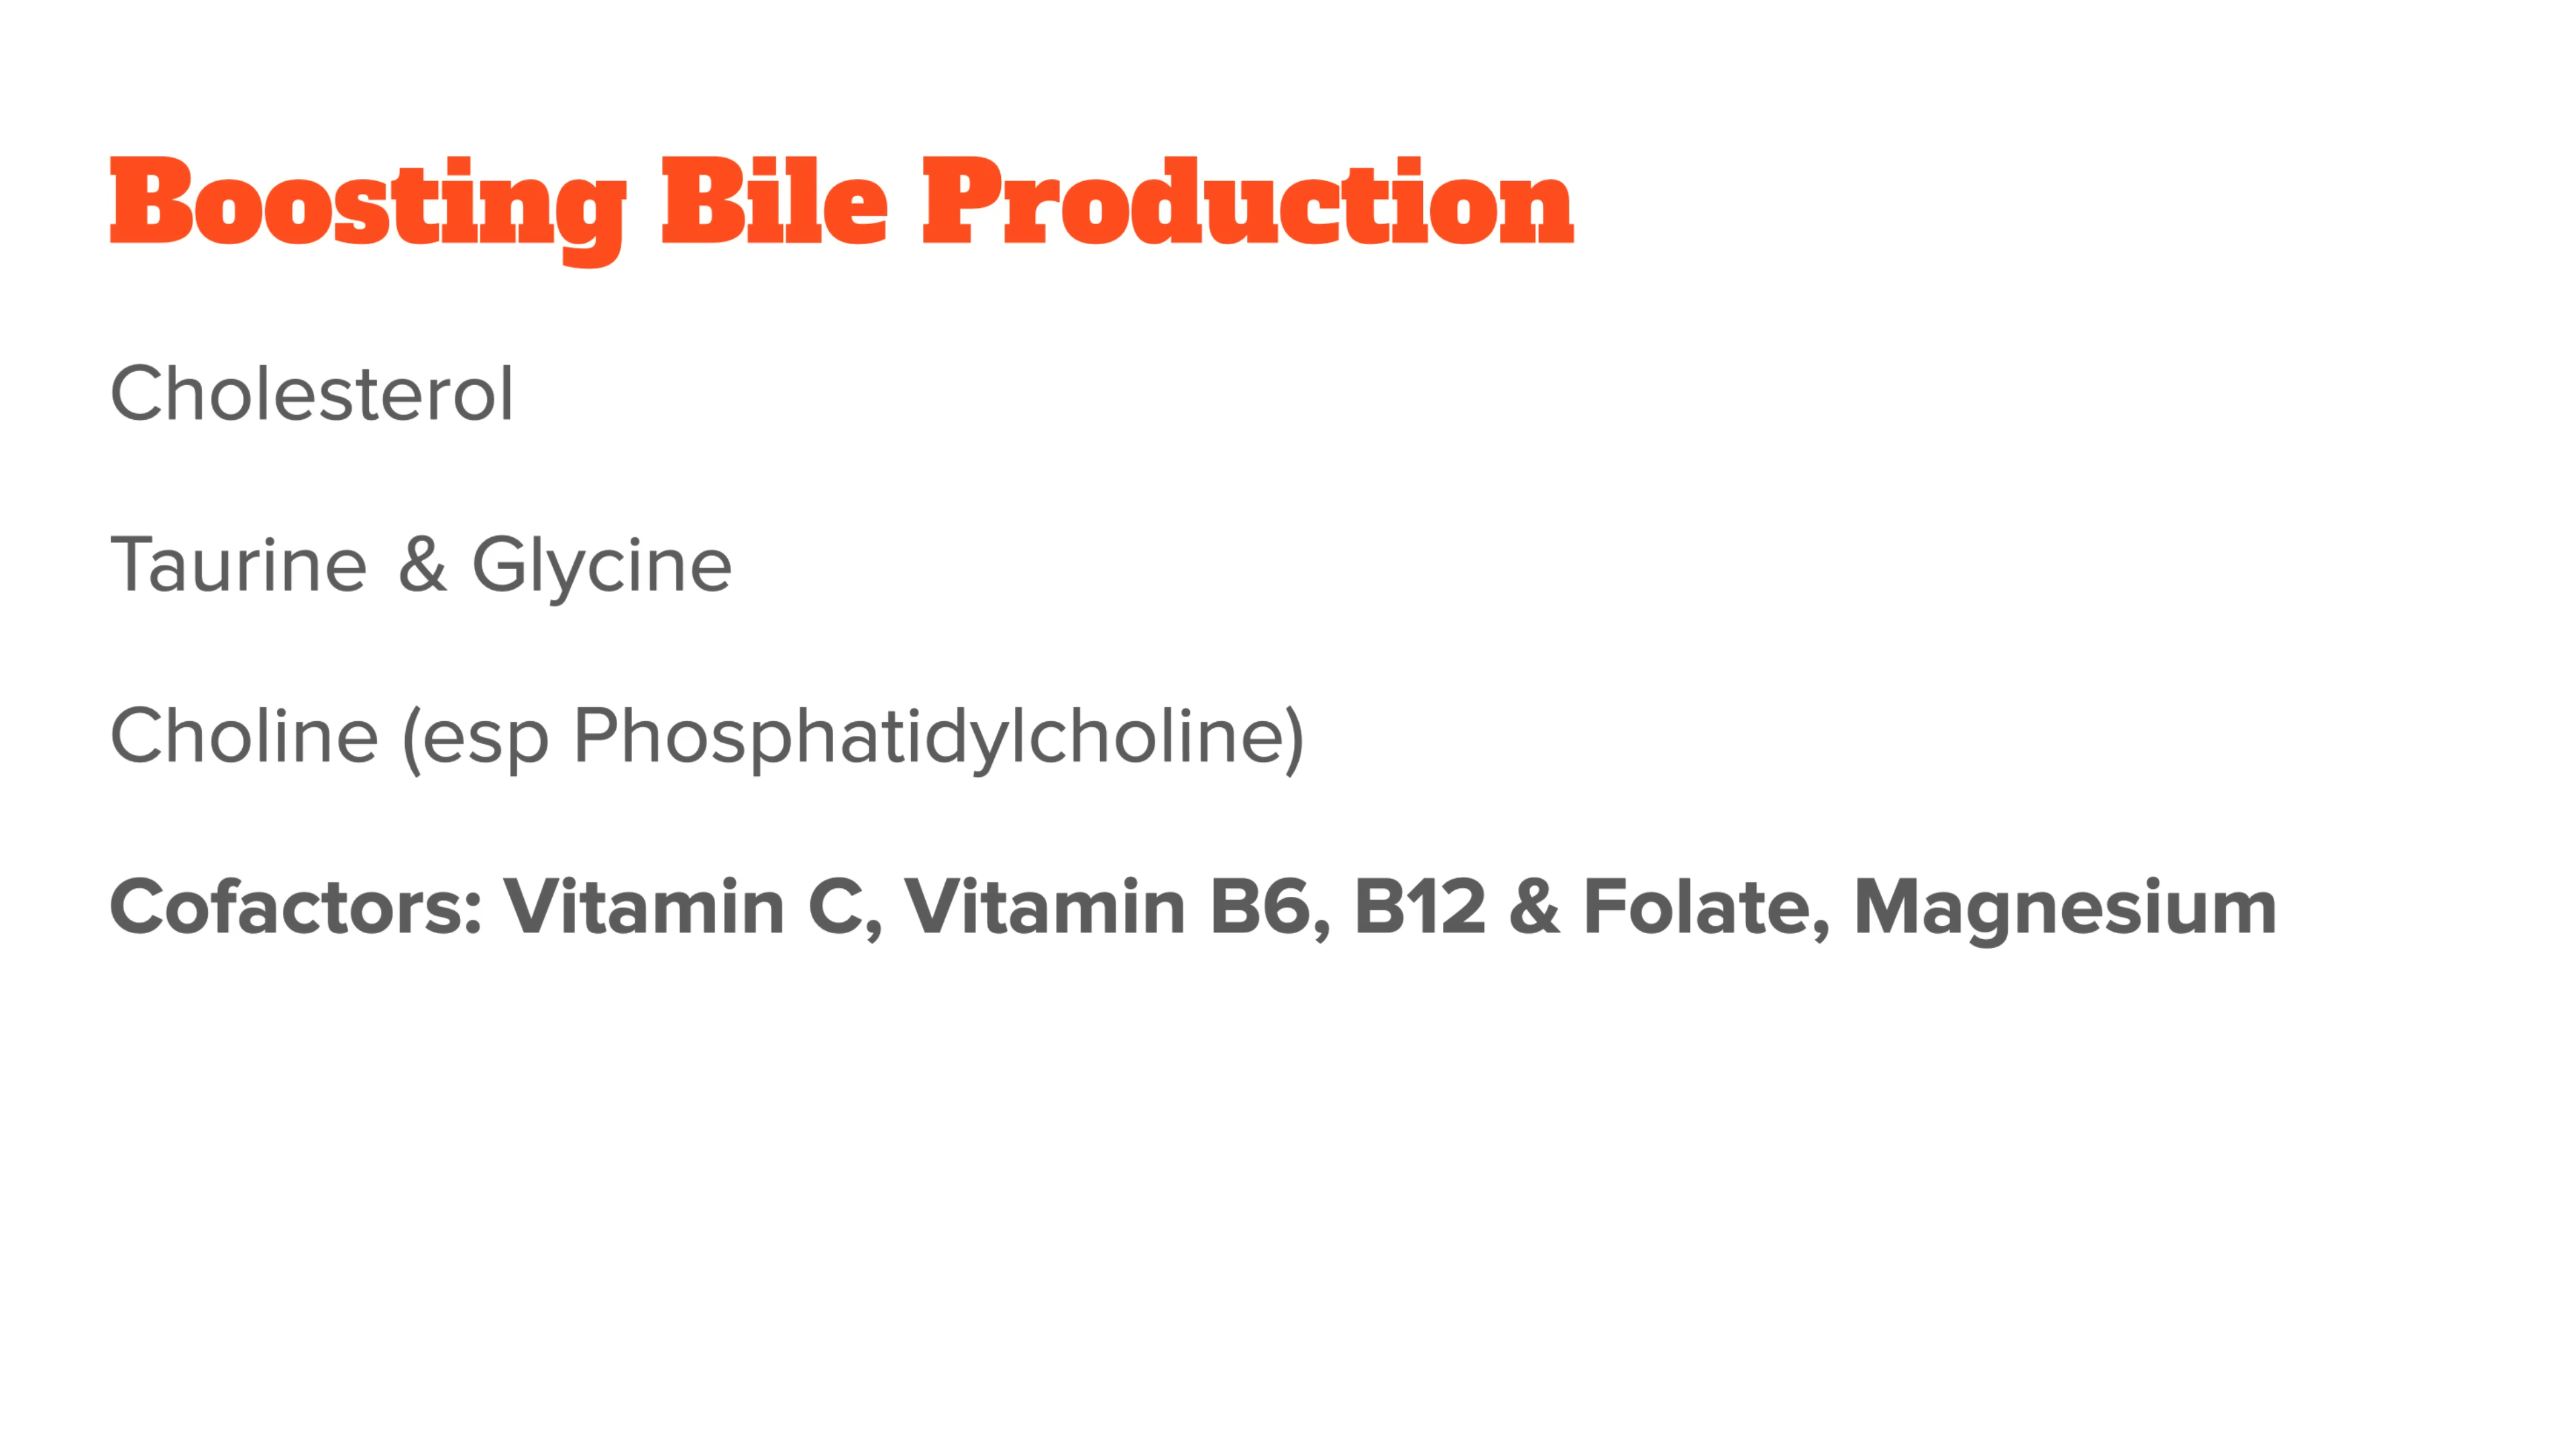 Boosting Bile Production
Cholesterol
Taurine & Glycine
Choline (esp Phosphatidylcholine)
Cofactors: Vitamin C, Vitamin B6, B12 & Folate, Magnesium